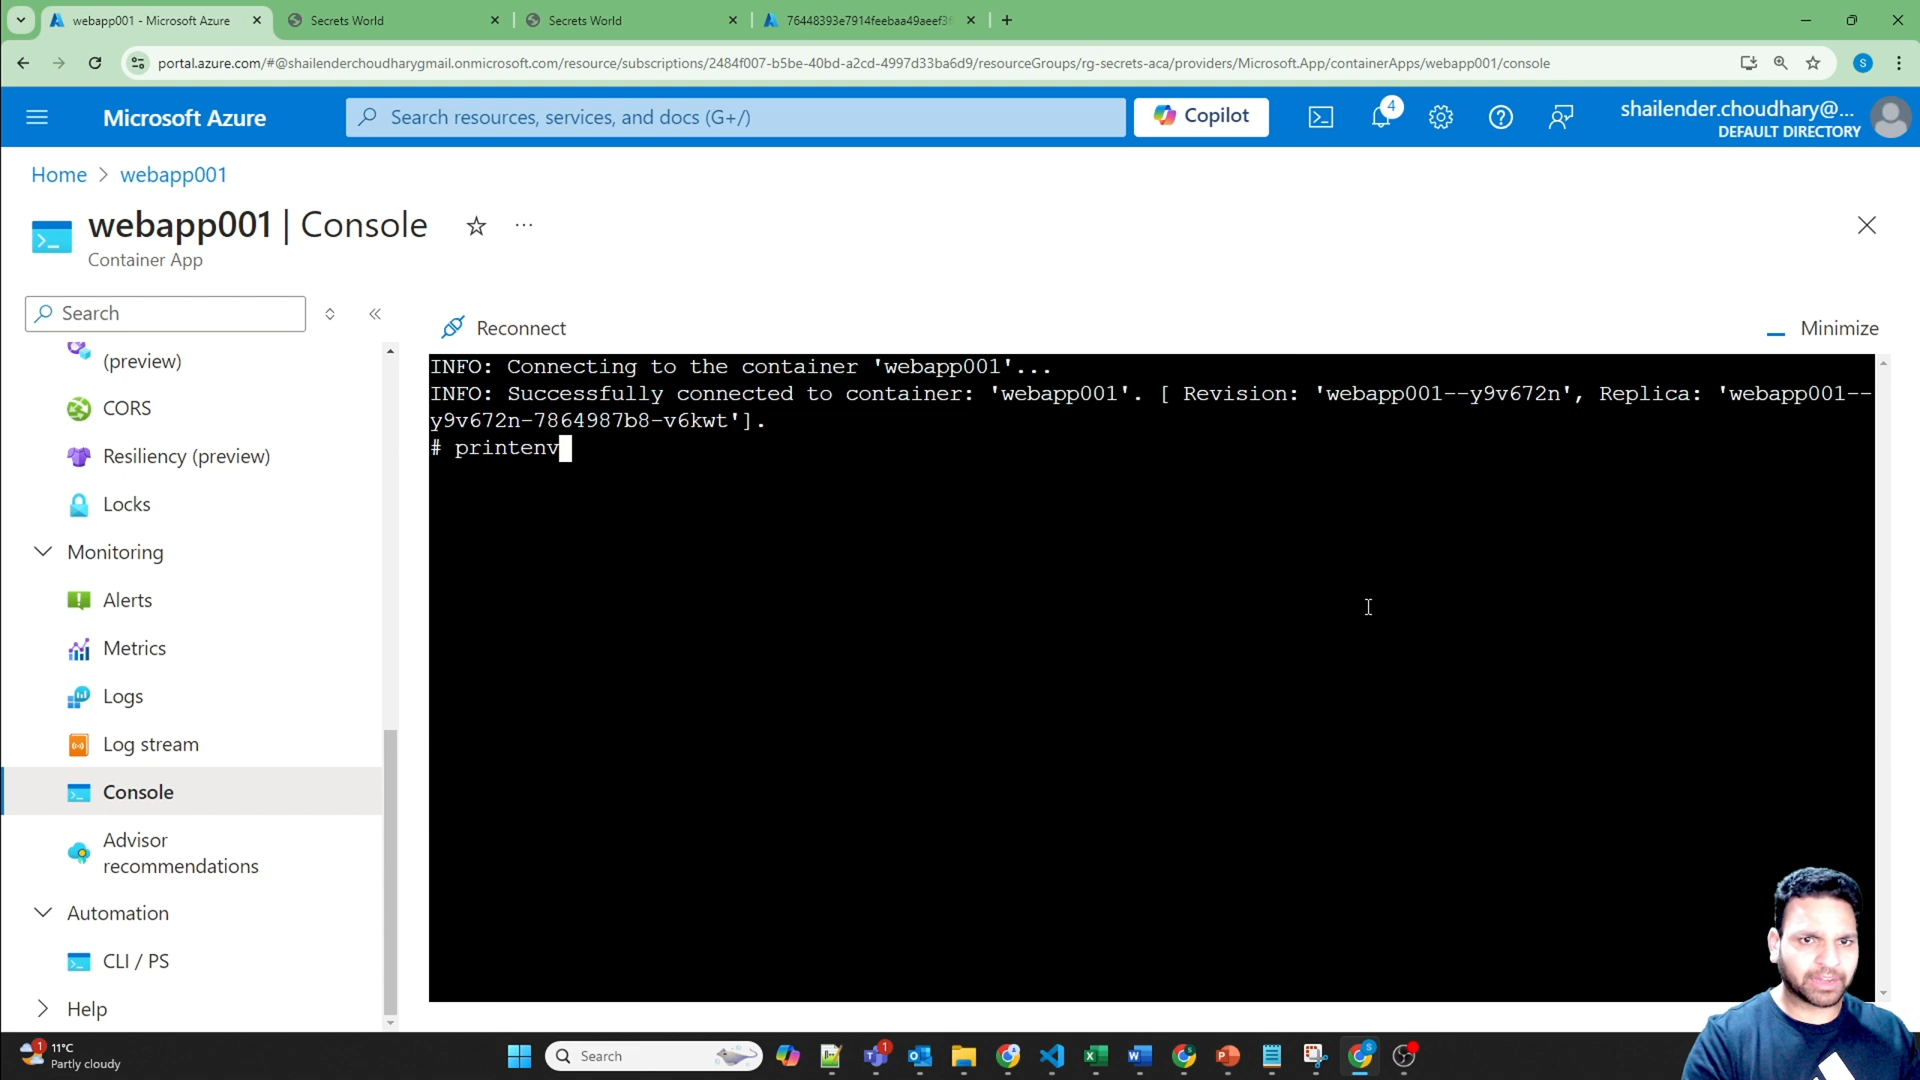 webapp001 - Microsoft Azure
Secrets World
Secrets World
portal.azure.com/#@shailenderchoudharygmail.onmicrosoft.com/resource/subscriptions/2484f007-b5be-40bd-a2cd-4997d33ba6d9/resourceGroups/rg-secrets-aca/providers/Microsoft.App/containerApps/webapp001/console
S
Microsoft Azure
Search resources, services, and docs (G+/)
Copilot
4
shailender.choudhary@...
DEFAULT DIRECTORY
Home > webapp001
webapp001 | Console
Container App
Search
Reconnect
Minimize
(preview)
CORS
Resiliency (preview)
Locks
Monitoring
Alerts
Metrics
Logs
Log stream
Console
Advisor
recommendations
Automation
CLI / PS
Help
INFO: Connecting to the container 'webapp001'...
INFO: Successfully connected to container: 'webapp001'. [ Revision: 'webapp001--y9v672n', Replica: 'webapp001--
y9v672n-7864987b8-v6kwt'].
# printenv
1
11°C
Partly cloudy
Search
1